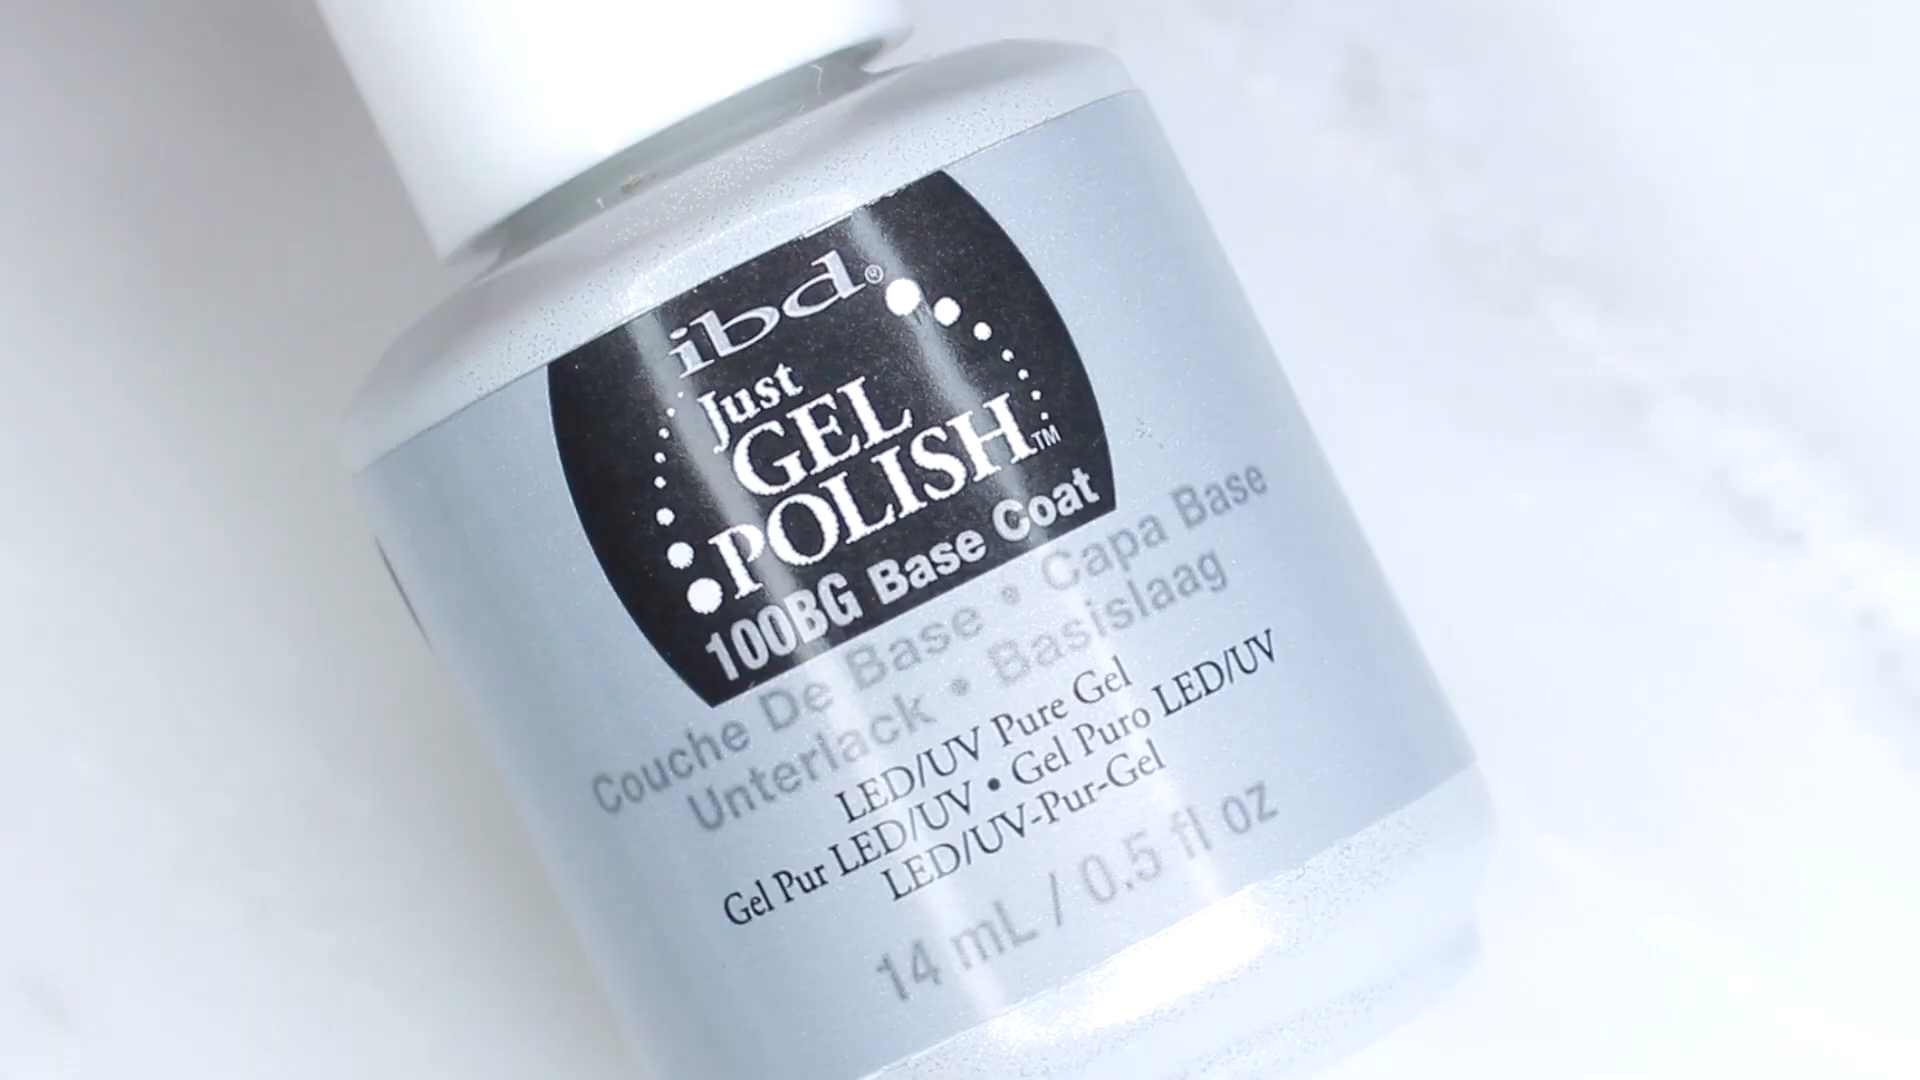 ibd®
Just
GEL
POLISH™
100BG Base Coat
Couche De Base • Capa Base
Unterlack • Basislaag
LED/UV Pure Gel
Gel Pur LED/UV • Gel Puro LED/UV
LED/UV-Pur-Gel
14 mL / 0.5 fl oz